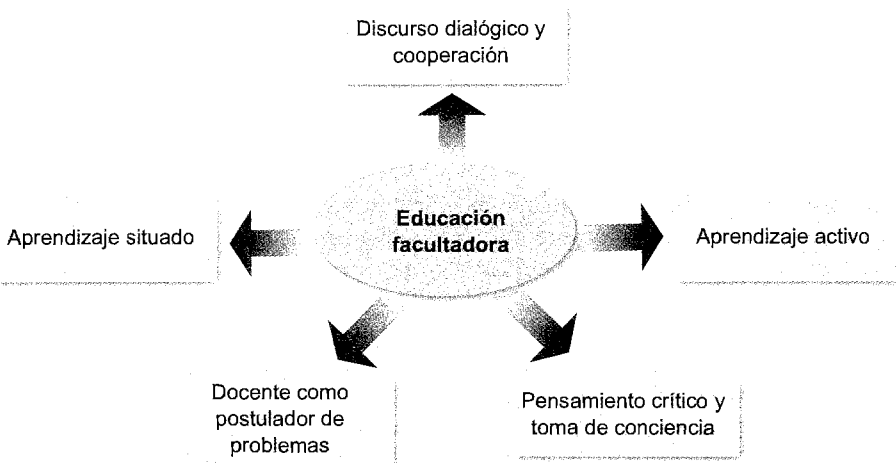 Discurso dialógico y
cooperación
Educación
facultadora
Aprendizaje situado
Aprendizaje activo
Docente como
postulador de
problemas
Pensamiento crítico y
toma de conciencia